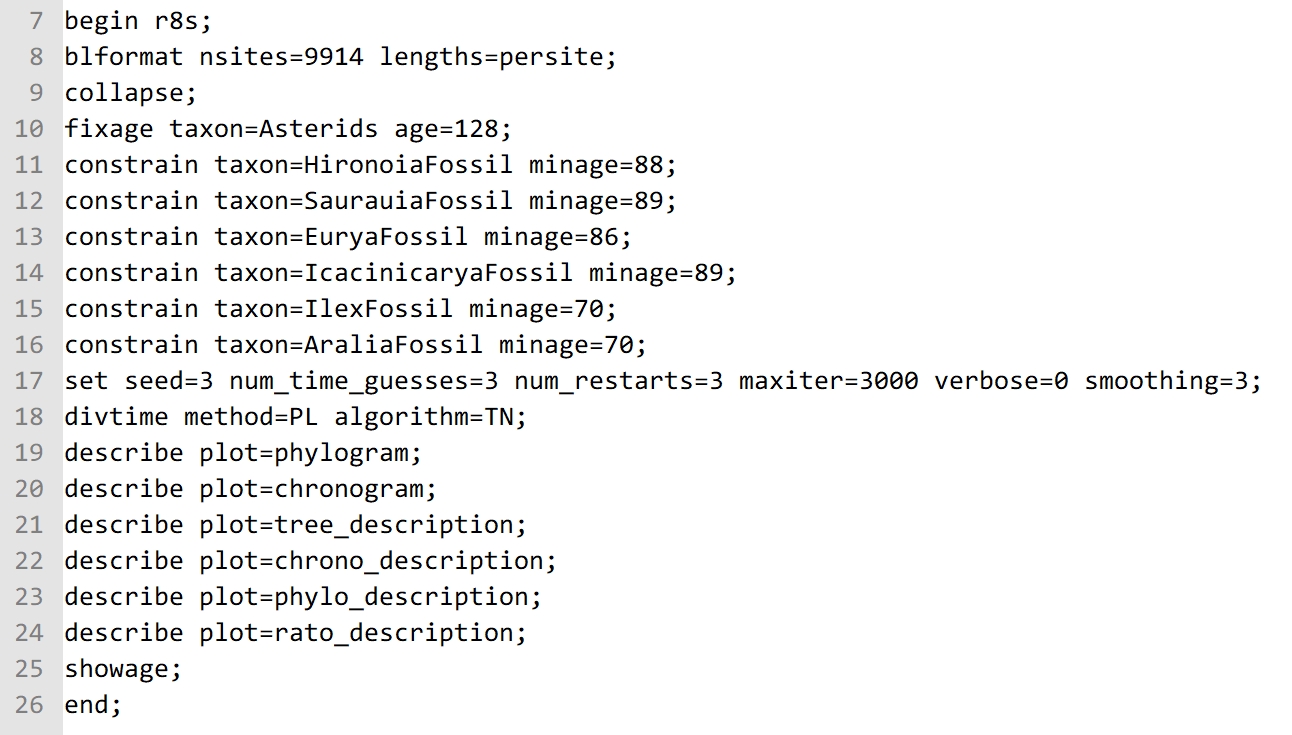 7 begin r8s;
8 blformat nsites=9914 lengths=persite;
9 collapse;
10 fixage taxon=Asterids age=128;
11 constrain taxon=HironoiaFossil minage=88;
12 constrain taxon=SaurauiaFossil minage=89;
13 constrain taxon=EuryaFossil minage=86;
14 constrain taxon=IcacinicaryaFossil minage=89;
15 constrain taxon=IlexFossil minage=70;
16 constrain taxon=AraliaFossil minage=70;
17 set seed=3 num_time_guesses=3 num_restarts=3 maxiter=3000 verbose=0 smoothing=3;
18 divtime method=PL algorithm=TN;
19 describe plot=phylogram;
20 describe plot=chronogram;
21 describe plot=tree_description;
22 describe plot=chrono_description;
23 describe plot=phylo_description;
24 describe plot=rato_description;
25 showage;
26 end;